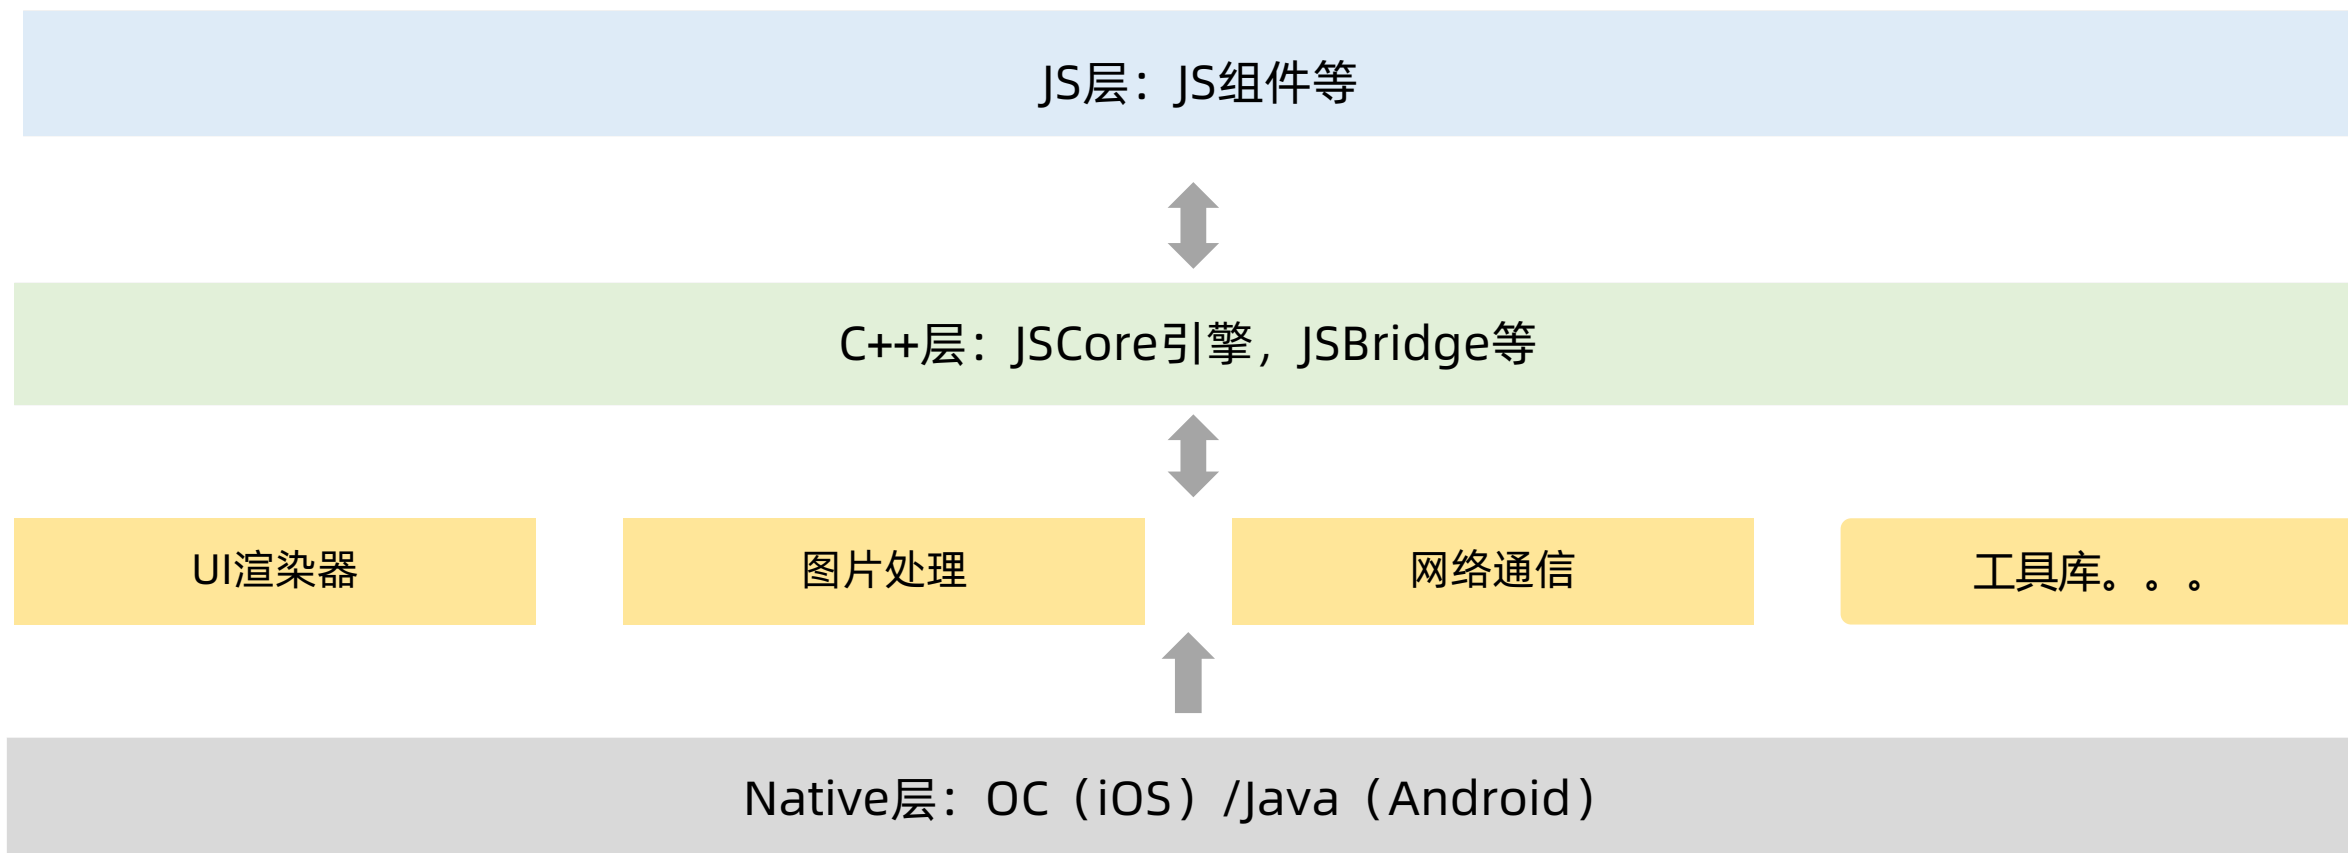 JS层：JS组件等
C++层：JSCore引擎，JSBridge等
UI渲染器
图片处理
网络通信
工具库。。。
Native层：OC（iOS）/Java（Android）